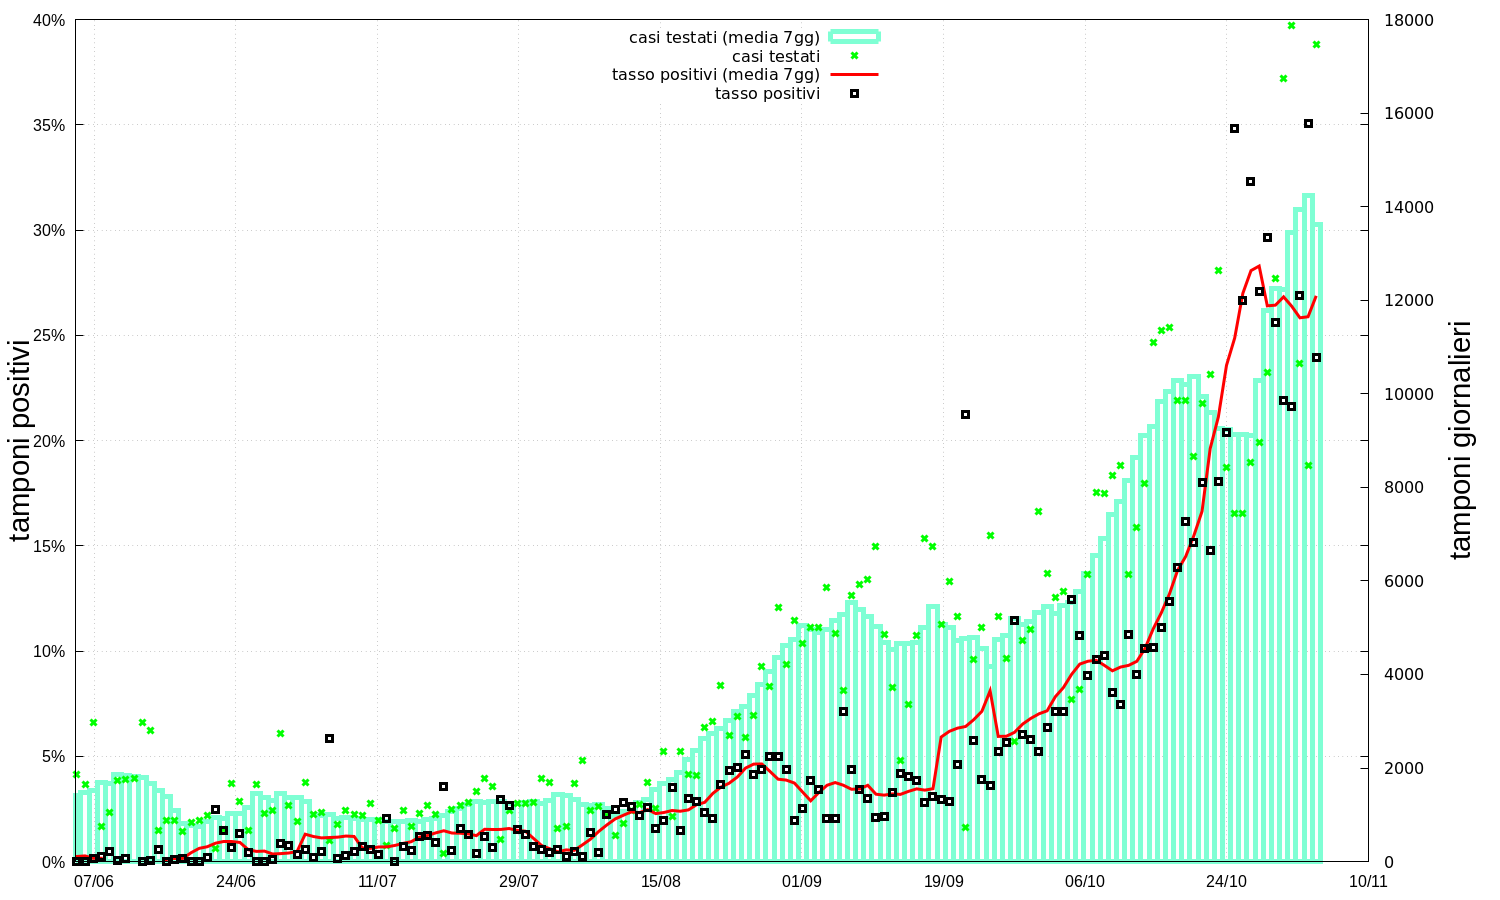 casi testati (media 7gg)
casi testati
tasso positivi (media 7gg)
tasso positivi
tamponi positivi
40%
35%
30%
25%
20%
15%
10%
5%
0%
18000
16000
14000
12000
10000
8000
6000
4000
2000
0
tamponi giornalieri
07/06 24/06 11/07 29/07 15/08 01/09 19/09 06/10 24/10 10/11